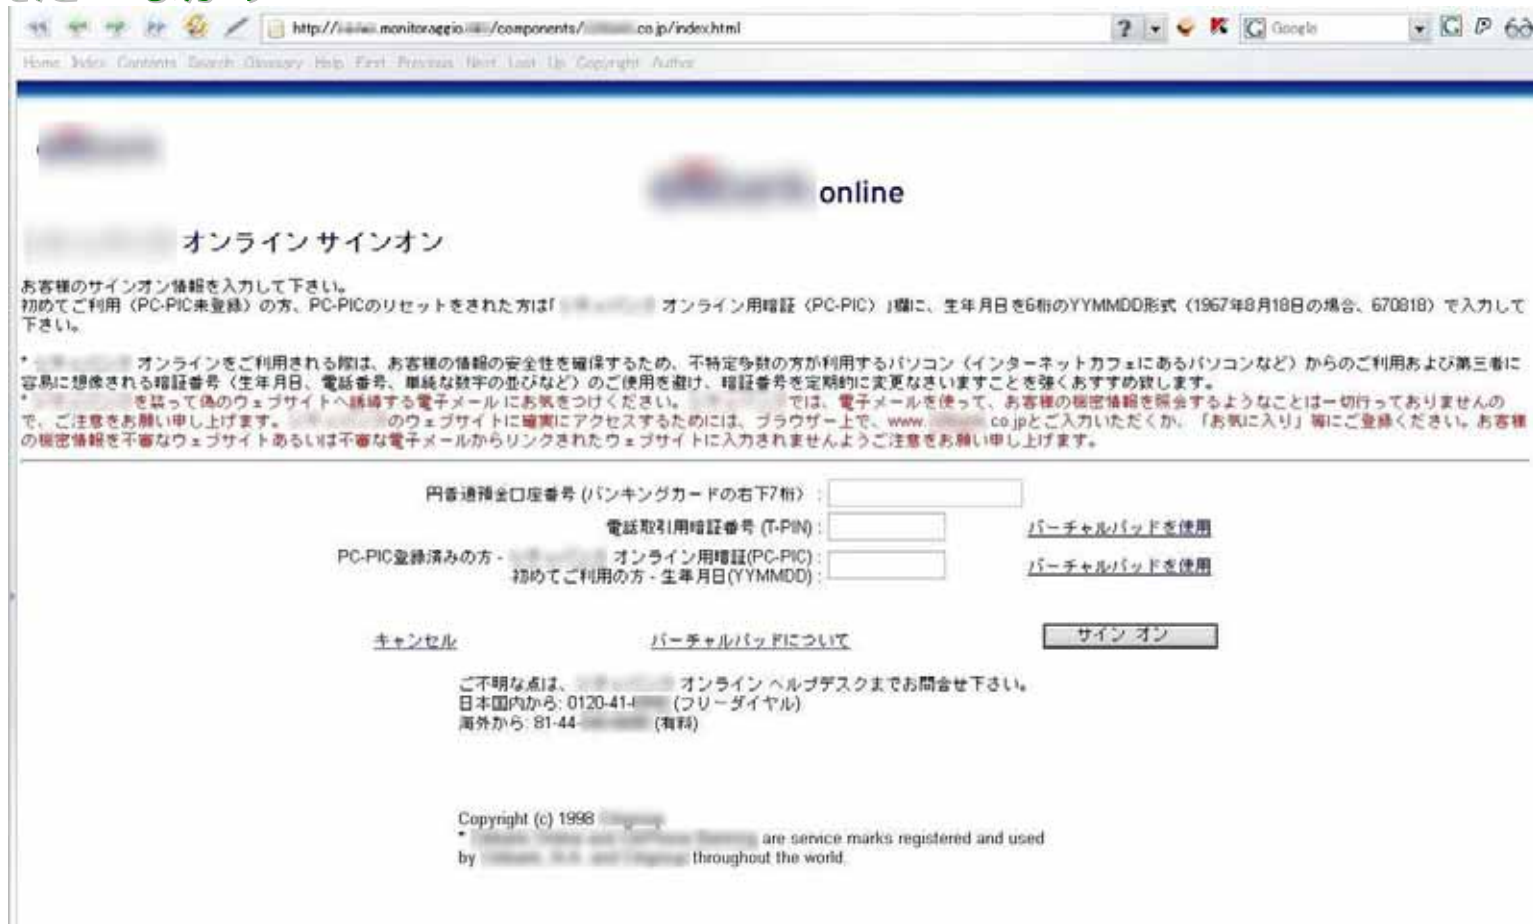 http:// monitoraggio /components/ co.jp/index.html
? Google
Home Index Contents Search Glossary Help First Previous Next Last Up Copyright Author
online
オンライン サインオン
お客様のサインオン情報を入力して下さい。
初めてご利用（PC-PIC未登録）の方、PC-PICのリセットをされた方は「 オンライン用暗証（PC-PIC）」欄に、生年月日を6桁のYYMMDD形式（1967年8月18日の場合、670818）で入力して
下さい。
* オンラインをご利用される際は、お客様の情報の安全性を確保するため、不特定多数の方が利用するパソコン（インターネットカフェにあるパソコンなど）からのご利用および第三者に
容易に想像される暗証番号（生年月日、電話番号、単純な数字の並びなど）のご使用を避け、暗証番号を定期的に変更なさいますことを強くおすすめ致します。
* を装って偽のウェブサイトへ誘導する電子メール にお気をつけください。 では、電子メールを使って、お客様の機密情報を照会するようなことは一切行っておりませんの
で、ご注意をお願い申し上げます。 のウェブサイトに確実にアクセスするためには、ブラウザー上で、www. co.jpとご入力いただくか、「お気に入り」等にご登録ください。お客様
の機密情報を不審なウェブサイトあるいは不審な電子メールからリンクされたウェブサイトに入力されませんようご注意をお願い申し上げます。
円普通預金口座番号 (バンキングカードの右下7桁) :
電話取引用暗証番号 (T-PIN) : バーチャルパッドを使用
PC-PIC登録済みの方 - オンライン用暗証(PC-PIC) :
初めてご利用の方 - 生年月日(YYMMDD) : バーチャルパッドを使用
キャンセル バーチャルパッドについて サイン オン
ご不明な点は、 オンライン ヘルプデスクまでお問合せ下さい。
日本国内から: 0120-41- (フリーダイヤル)
海外から: 81-44- (有料)
Copyright (c) 1998
* are service marks registered and used
by throughout the world.